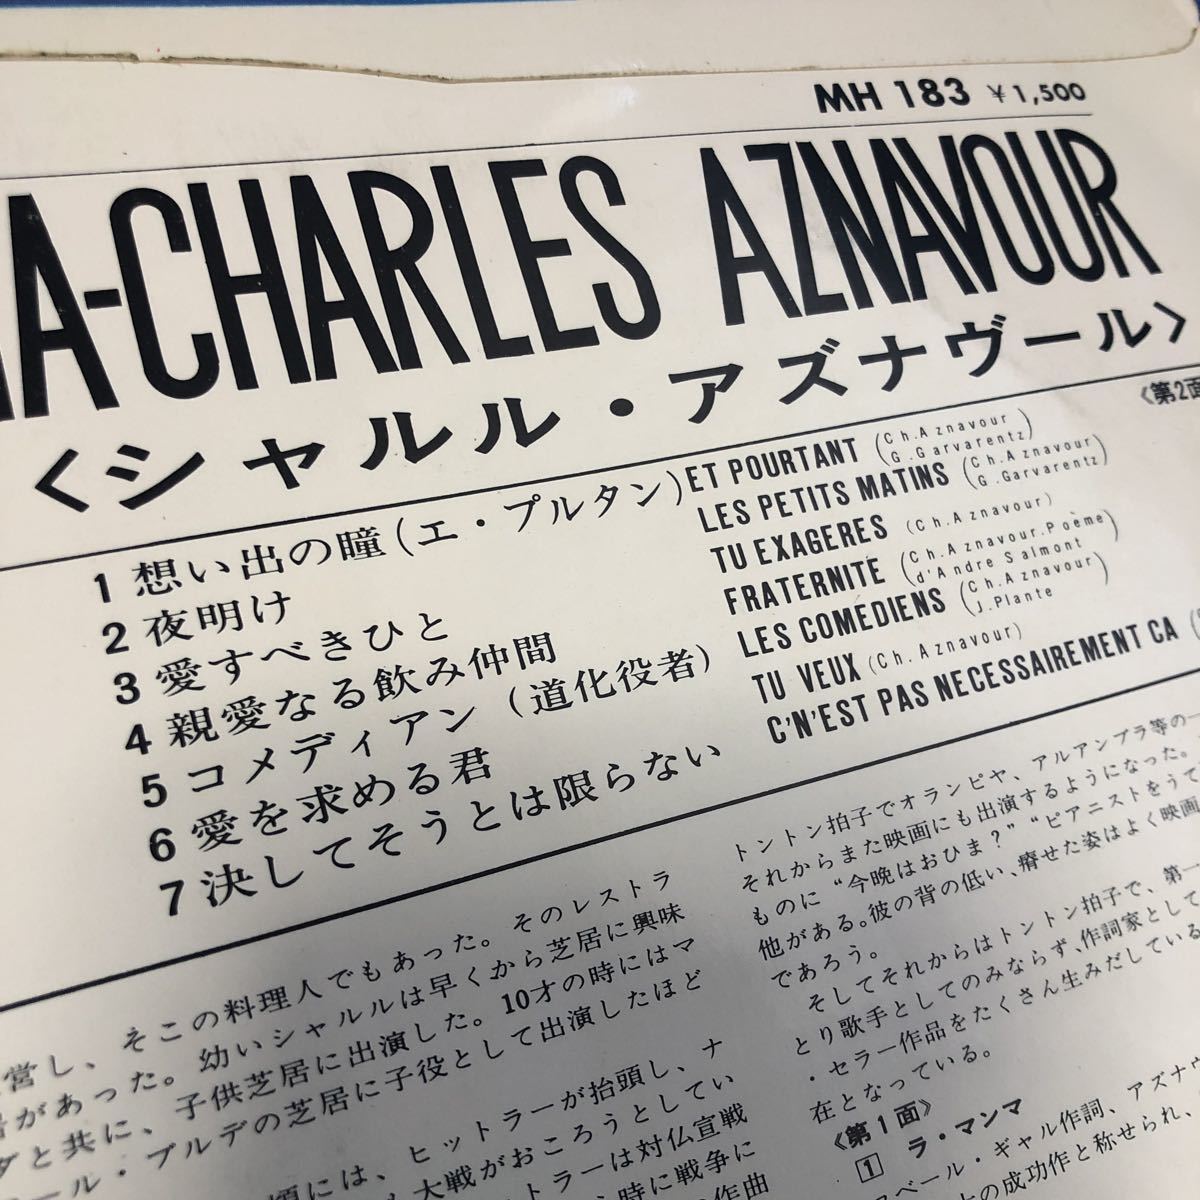 MH 183 ¥1,500
A-CHARLES AZNAVOUR
<シャルル・アズナヴール>
<第2面
1 想い出の瞳(エ・プルタン) ET POURTANT (Ch.Aznavour G.Garvarentz)
2 夜明け LES PETITS MATINS (Ch.Aznavour G.Garvarentz)
3 愛すべきひと TU EXAGERES (Ch.Aznavour)
4 親愛なる飲み仲間 FRATERNITE (Ch.Aznavour.Poème d'Andre Salmont)
5 コメディアン(道化役者) LES COMEDIENS (Ch.Aznavour J.Plante)
6 愛を求める君 TU VEUX (Ch.Aznavour)
7 決してそうとは限らない C'N'EST PAS NECESSAIREMENT CA
営し、そこの料理人でもあった。そのレストラ
があった。幼いシャルルは早くから芝居に興味
ダと共に、子供芝居に出演した。10才の時にはマ
ール・ブルデの芝居に子役として出演したほど
頃には、ヒットラーが抬頭し、ナ
大戦がおころうとしてい
トラーは対仏宣戦
時に戦争に
の作曲
トントン拍子でオランピヤ、アルアンブラ等の一
それからまた映画にも出演するようになった。
ものに“今晩はおひま?”“ピアニストをうて
他がある。彼の背の低い、瘠せた姿はよく映画
であろう。
そしてそれからはトントン拍子で、第一
とり歌手としてのみならず、作詞家として
・セラー作品をたくさん生みだしている
在となっている。
<第1面>
1 ラ・マンマ
ベール・ギャル作詞、アズナヴ
の成功作と称せられ、